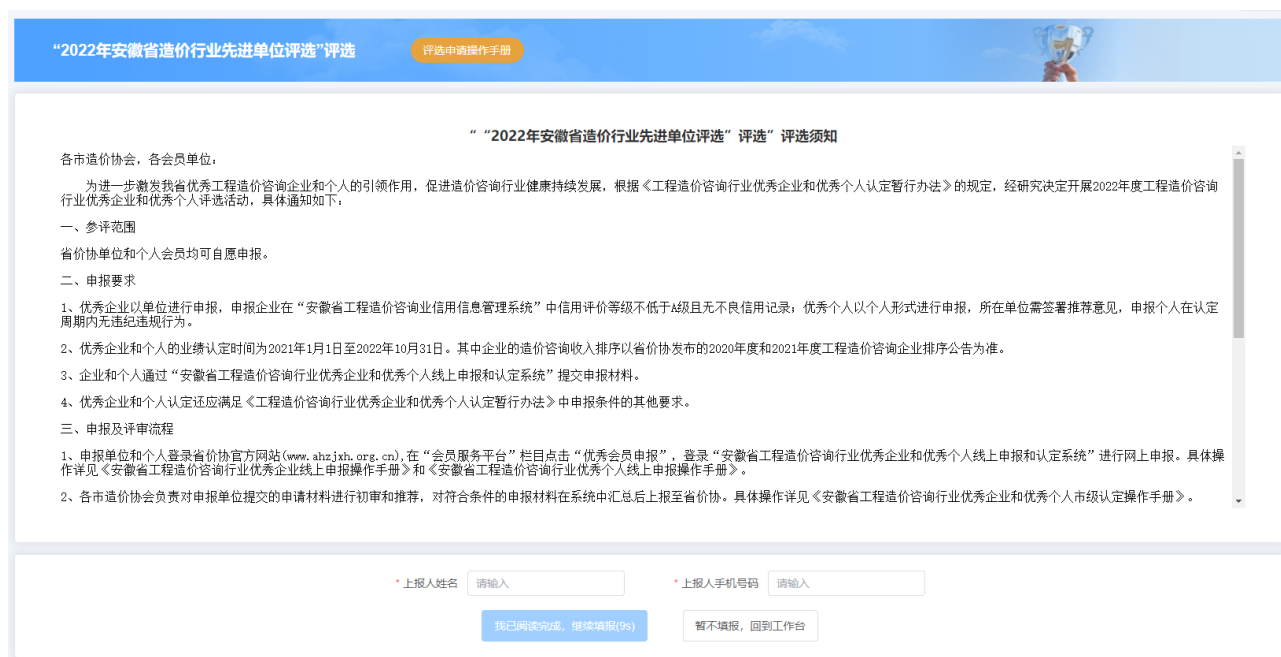 “2022年安徽省造价行业先进单位评选”评选
评选申请操作手册
“ “2022年安徽省造价行业先进单位评选”评选”评选须知
各市造价协会，各会员单位：
为进一步激发我省优秀工程造价咨询企业和个人的引领作用，促进造价咨询行业健康持续发展，根据《工程造价咨询行业优秀企业和优秀个人认定暂行办法》的规定，经研究决定开展2022年度工程造价咨询
行业优秀企业和优秀个人评选活动，具体通知如下：
一、参评范围
省价协单位和个人会员均可自愿申报。
二、申报要求
1、优秀企业以单位进行申报，申报企业在“安徽省工程造价咨询业信用信息管理系统”中信用评价等级不低于A级且无不良信用记录；优秀个人以个人形式进行申报，所在单位需签署推荐意见，申报个人在认定
周期内无违纪违规行为。
2、优秀企业和个人的业绩认定时间为2021年1月1日至2022年10月31日。其中企业的造价咨询收入排序以省价协发布的2020年度和2021年度工程造价咨询企业排序公告为准。
3、企业和个人通过“安徽省工程造价咨询行业优秀企业和优秀个人线上申报和认定系统”提交申报材料。
4、优秀企业和个人认定还应满足《工程造价咨询行业优秀企业和优秀个人认定暂行办法》中申报条件的其他要求。
三、申报及评审流程
1、申报单位和个人登录省价协官方网站(www.ahzjxh.org.cn),在“会员服务平台”栏目点击“优秀会员申报”，登录“安徽省工程造价咨询行业优秀企业和优秀个人线上申报和认定系统”进行网上申报。具体操
作详见《安徽省工程造价咨询行业优秀企业线上申报操作手册》和《安徽省工程造价咨询行业优秀个人线上申报操作手册》。
2、各市造价协会负责对申报单位提交的申请材料进行初审和推荐，对符合条件的申报材料在系统中汇总后上报至省价协。具体操作详见《安徽省工程造价咨询行业优秀企业和优秀个人市级认定操作手册》。
* 上报人姓名 请输入 * 上报人手机号码 请输入
我已阅读完成，继续填报(9s) 暂不填报，回到工作台